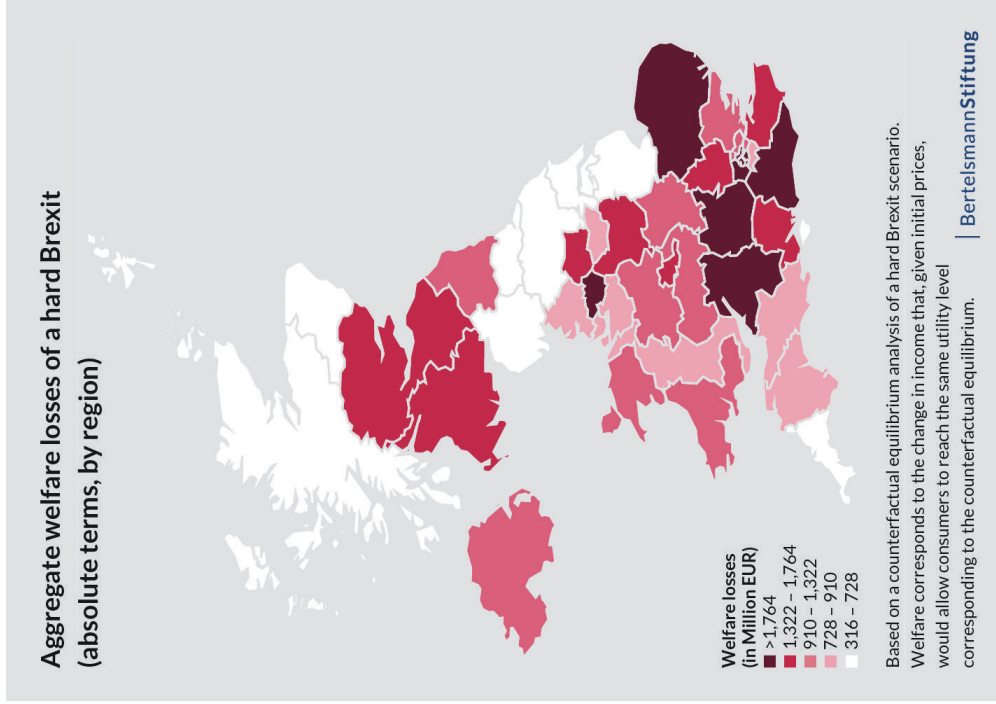 Aggregate welfare losses of a hard Brexit
(absolute terms, by region)
Welfare losses
(in Million EUR)
>1,764
1,322 – 1,764
910 – 1,322
728 – 910
316 – 728
Based on a counterfactual equilibrium analysis of a hard Brexit scenario.
Welfare corresponds to the change in income that, given initial prices,
would allow consumers to reach the same utility level
corresponding to the counterfactual equilibrium.
BertelsmannStiftung